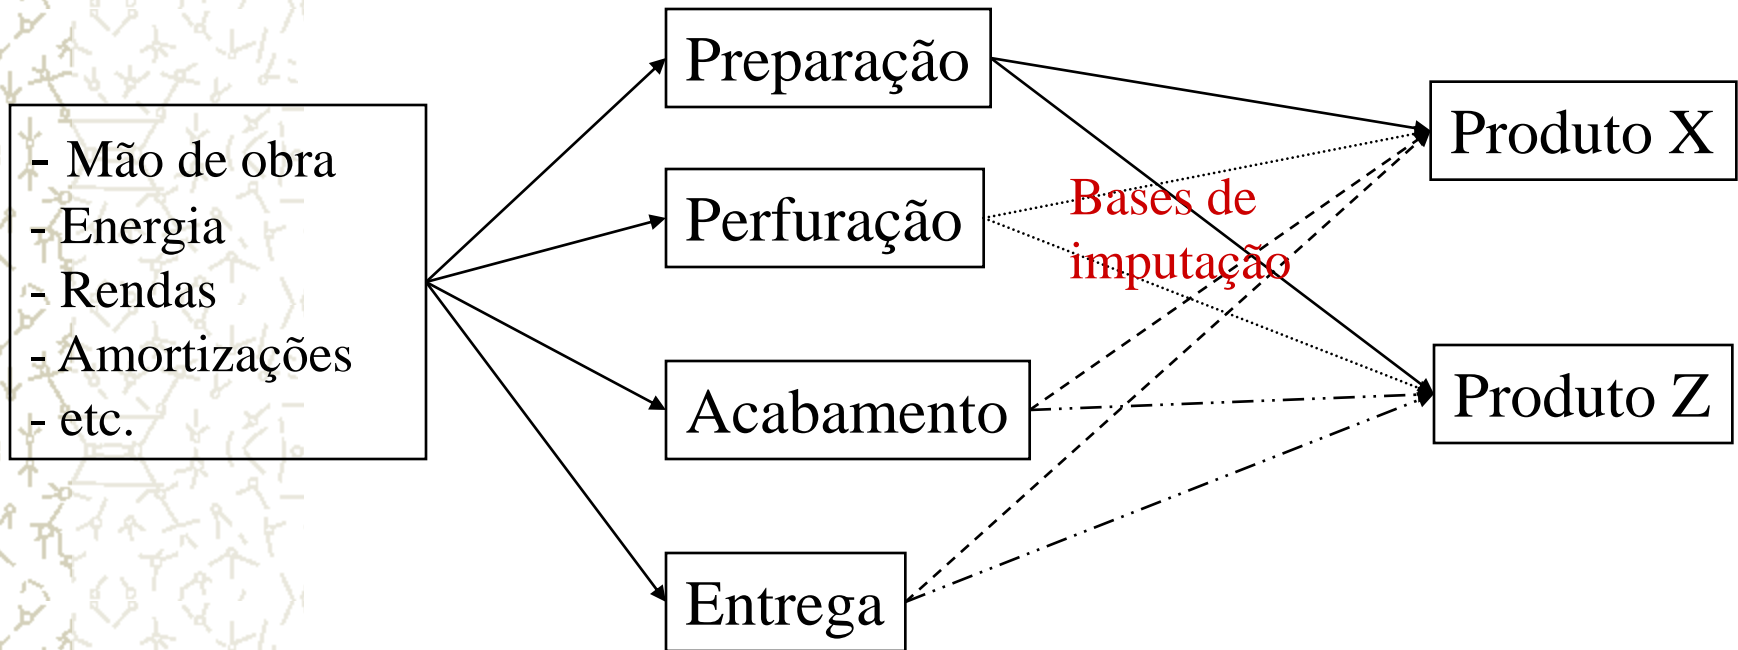 - Mão de obra
- Energia
- Rendas
- Amortizações
- etc.
Preparação
Perfuração
Acabamento
Entrega
Bases de
imputação
Produto X
Produto Z